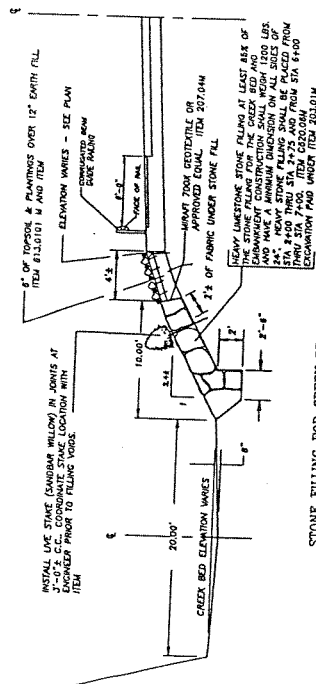 ℄
6" OF TOPSOIL & PLANTINGS OVER 12" EARTH FILL
ITEM 613.0101 M AND ITEM
ELEVATION VARIES - SEE PLAN
CORRUGATED BEAM
GUIDE RAILING
8'-0"
FACE OF RAIL
4'±
MIRAFI 700X GEOTEXTILE OR
APPROVED EQUAL, ITEM 207.04M
2'± OF FABRIC UNDER STONE FILL
INSTALL LIVE STAKE (SANDBAR WILLOW) IN JOINTS AT
3'-0"± C.C., COORDINATE STAKE LOCATION WITH
ENGINEER PRIOR TO FILLING VOIDS.
ITEM
10.00'
1
2'
2'-6"
HEAVY LIMESTONE STONE FILLING AT LEAST 85% OF
THE STONE FILLING FOR THE CREEK BED AND
EMBANKMENT CONSTRUCTION SHALL WEIGH 1200 LBS.
AND HAVE A MINIMUM DIMENSION ON ALL SIDES OF
24". HEAVY STONE FILLING SHALL BE PLACED FROM
STA 2+00 THRU STA 2+75 AND FROM STA 6+00
THRU STA 7+00. ITEM
EXCAVATION PAID UNDER ITEM 203.01M
20.00'
℄
CREEK BED ELEVATION VARIES
STONE FILLING FOR